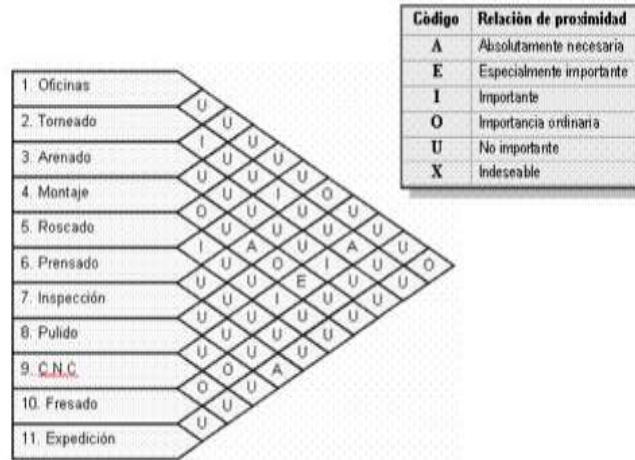 Código Relación de proximidad
A Absolutamente necesaria
E Especialmente importante
I Importante
O Importancia ordinaria
U No importante
X Indeseable
1. Oficinas
U
U
2. Torneado
I U
U U
3. Arenado
U U U
U I O
4. Montaje
O U U U
U U U U
5. Roscado
I A U A U
U O I U O
6. Prensado
U U E U U
U I U U
7. Inspección
U U U U
U U U
8. Pulido
U U U
O A
9. C.N.C
O U
U
10. Fresado
U
11. Expedición